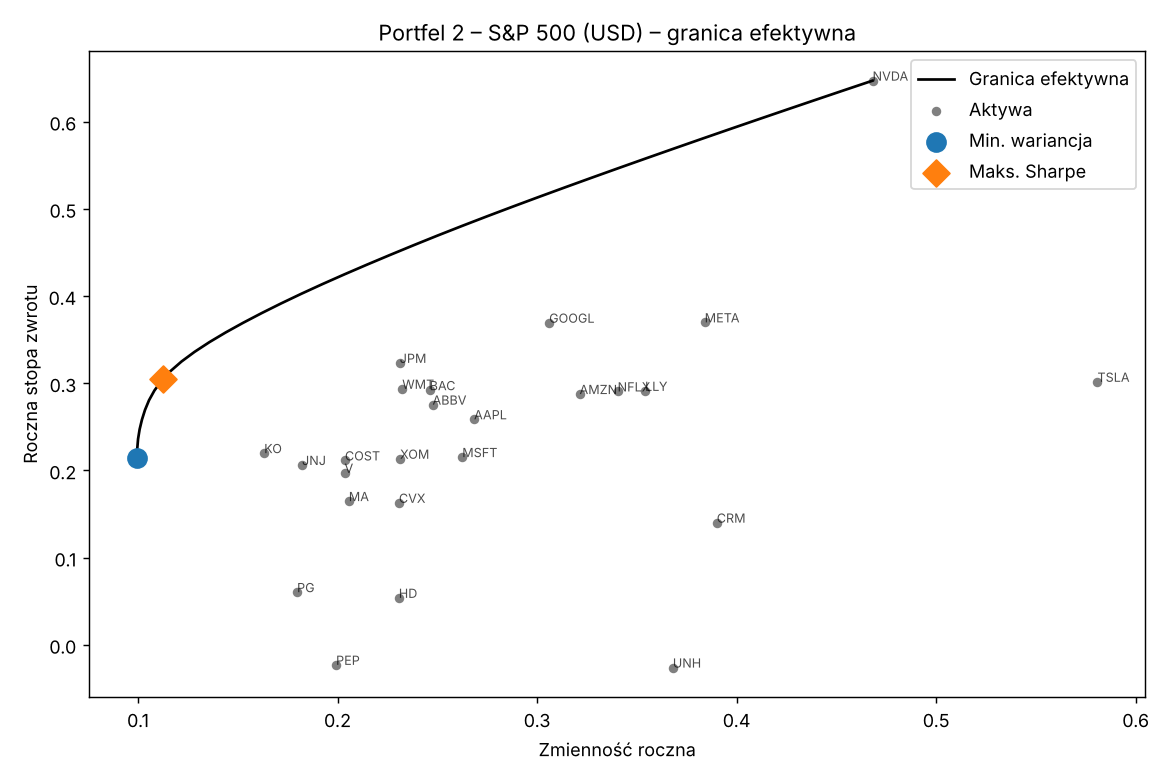 Portfel 2 – S&P 500 (USD) – granica efektywna
NVDA
Granica efektywna
Aktywa
Min. wariancja
Maks. Sharpe
0.6
0.5
0.4
0.3
0.2
0.1
0.0
Roczna stopa zwrotu
GOOGL
META
JPM
TSLA
WMT
BAC
AMZN
NFLX
LLY
ABBV
AAPL
KO
MSFT
COST
XOM
JNJ
V
MA
CVX
CRM
PG
HD
PEP
UNH
0.1
0.2
0.3
0.4
0.5
0.6
Zmienność roczna